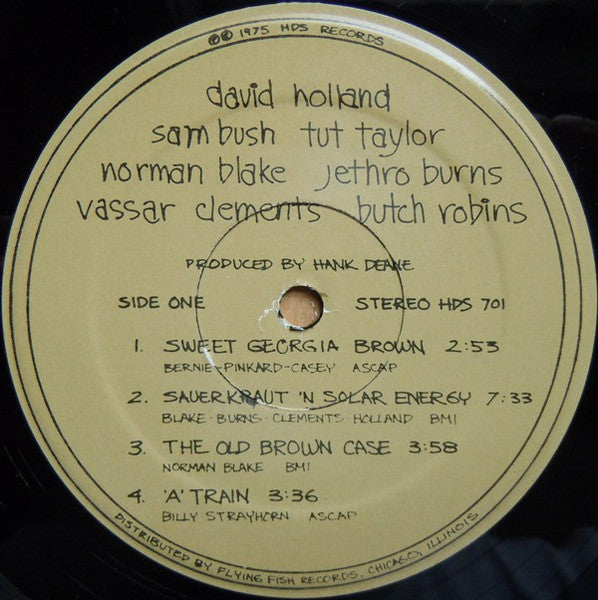 ℗ © 1975 HDS RECORDS
david holland
sam bush tut taylor
norman blake jethro burns
vassar clements butch robins
PRODUCED BY HANK DEANE
SIDE ONE STEREO HDS 701
1. SWEET GEORGIA BROWN 2:53
BERNIE-PINKARD-CASEY ASCAP
2. SAUERKRAUT 'N SOLAR ENERGY 7:33
BLAKE · BURNS · CLEMENTS · HOLLAND BMI
3. THE OLD BROWN CASE 3:58
NORMAN BLAKE BMI
4. 'A' TRAIN 3:36
BILLY STRAYHORN ASCAP
DISTRIBUTED BY FLYING FISH RECORDS, CHICAGO, ILLINOIS